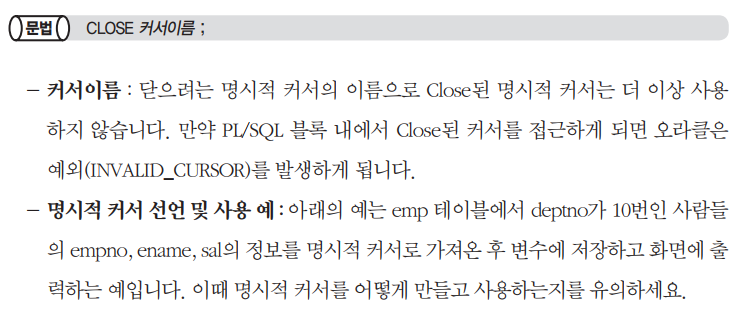 문법 CLOSE 커서이름 ;
– 커서이름 : 닫으려는 명시적 커서의 이름으로 Close된 명시적 커서는 더 이상 사용
하지 않습니다. 만약 PL/SQL 블록 내에서 Close된 커서를 접근하게 되면 오라클은
예외(INVALID_CURSOR)를 발생하게 됩니다.
– 명시적 커서 선언 및 사용 예 : 아래의 예는 emp 테이블에서 deptno가 10번인 사람들
의 empno, ename, sal의 정보를 명시적 커서로 가져온 후 변수에 저장하고 화면에 출
력하는 예입니다. 이때 명시적 커서를 어떻게 만들고 사용하는지를 유의하세요.